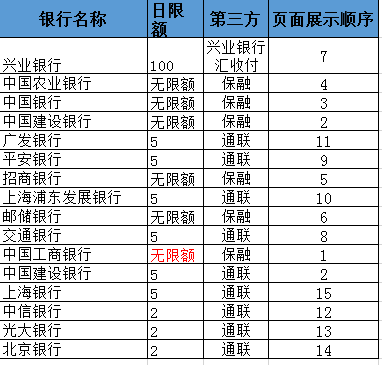 银行名称 日限额 第三方 页面展示顺序
兴业银行 100 兴业银行汇收付 7
中国农业银行 无限额 保融 4
中国银行 无限额 保融 3
中国建设银行 无限额 保融 2
广发银行 5 通联 11
平安银行 5 通联 9
招商银行 无限额 保融 5
上海浦东发展银行 5 通联 10
邮储银行 无限额 保融 6
交通银行 5 通联 8
中国工商银行 无限额 保融 1
中国建设银行 5 通联 2
上海银行 5 通联 15
中信银行 2 通联 12
光大银行 2 通联 13
北京银行 2 通联 14